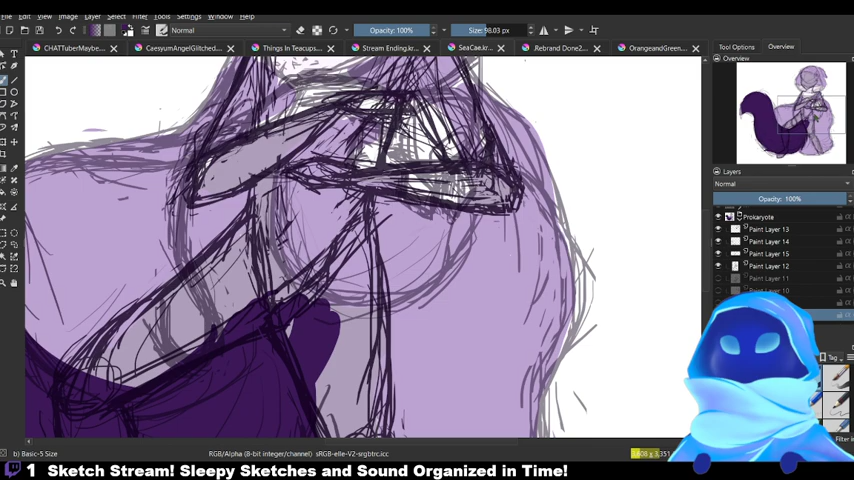 File Edit View Image Layer Select Filter Tools Settings Window Help
Normal Opacity: 100% Size: 98.03 px
CHATTuberMaybe... CaesyumAngelGlitched... Things In Teacups... Stream Ending.kr... SeaCae.kr... .Rebrand Done2... OrangeandGreen...
Tool Options Overview
Overview
Layers
Normal
Opacity: 100%
Prokaryote
Paint Layer 13
Paint Layer 14
Paint Layer 15
Paint Layer 12
Paint Layer 11
Paint Layer 10
Tag
Filter in
b) Basic-5 Size RGB/Alpha (8-bit integer/channel) sRGB-elle-V2-srgbtrc.icc
1 Sketch Stream! Sleepy Sketches and Sound Organized in Time!